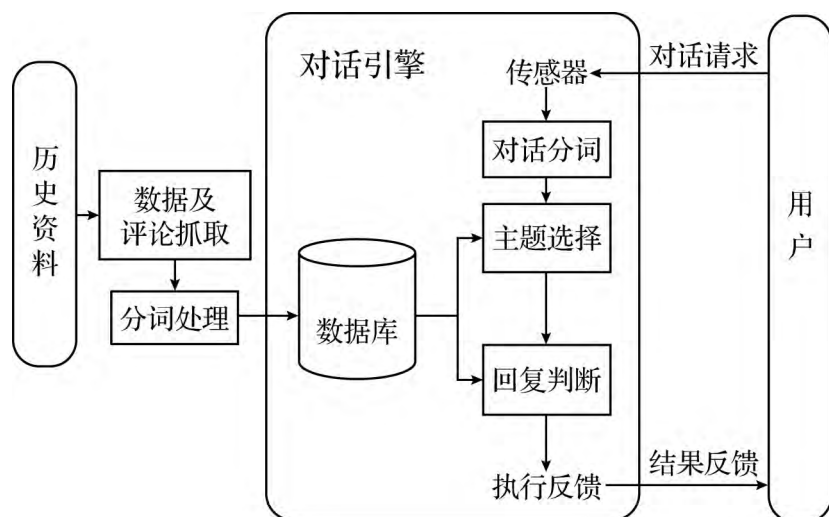 历史资料
数据及
评论抓取
分词处理
对话引擎
数据库
传感器
对话分词
主题选择
回复判断
执行反馈
对话请求
结果反馈
用户